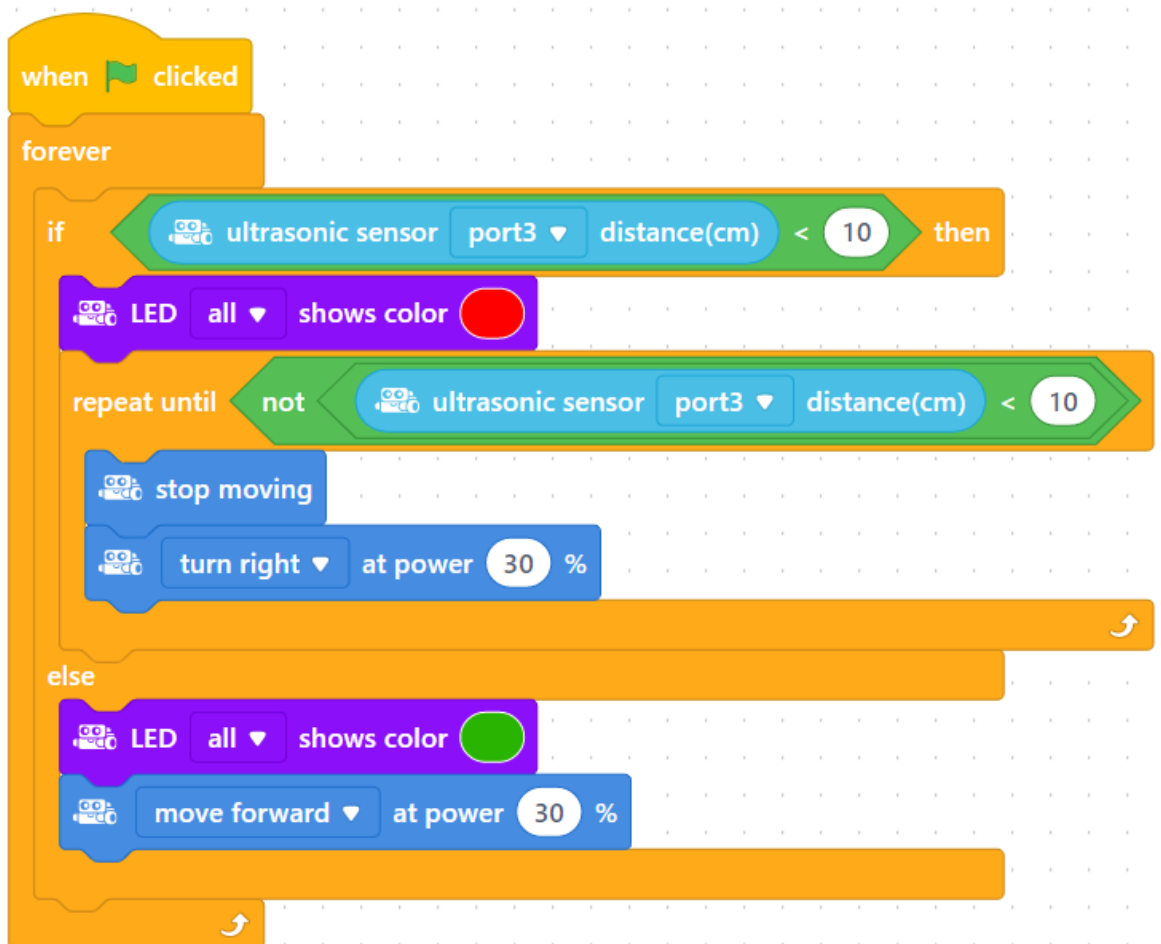 when clicked
forever
if ultrasonic sensor port3 distance(cm) < 10 then
LED all shows color
repeat until not ultrasonic sensor port3 distance(cm) < 10
stop moving
turn right at power 30 %
else
LED all shows color
move forward at power 30 %